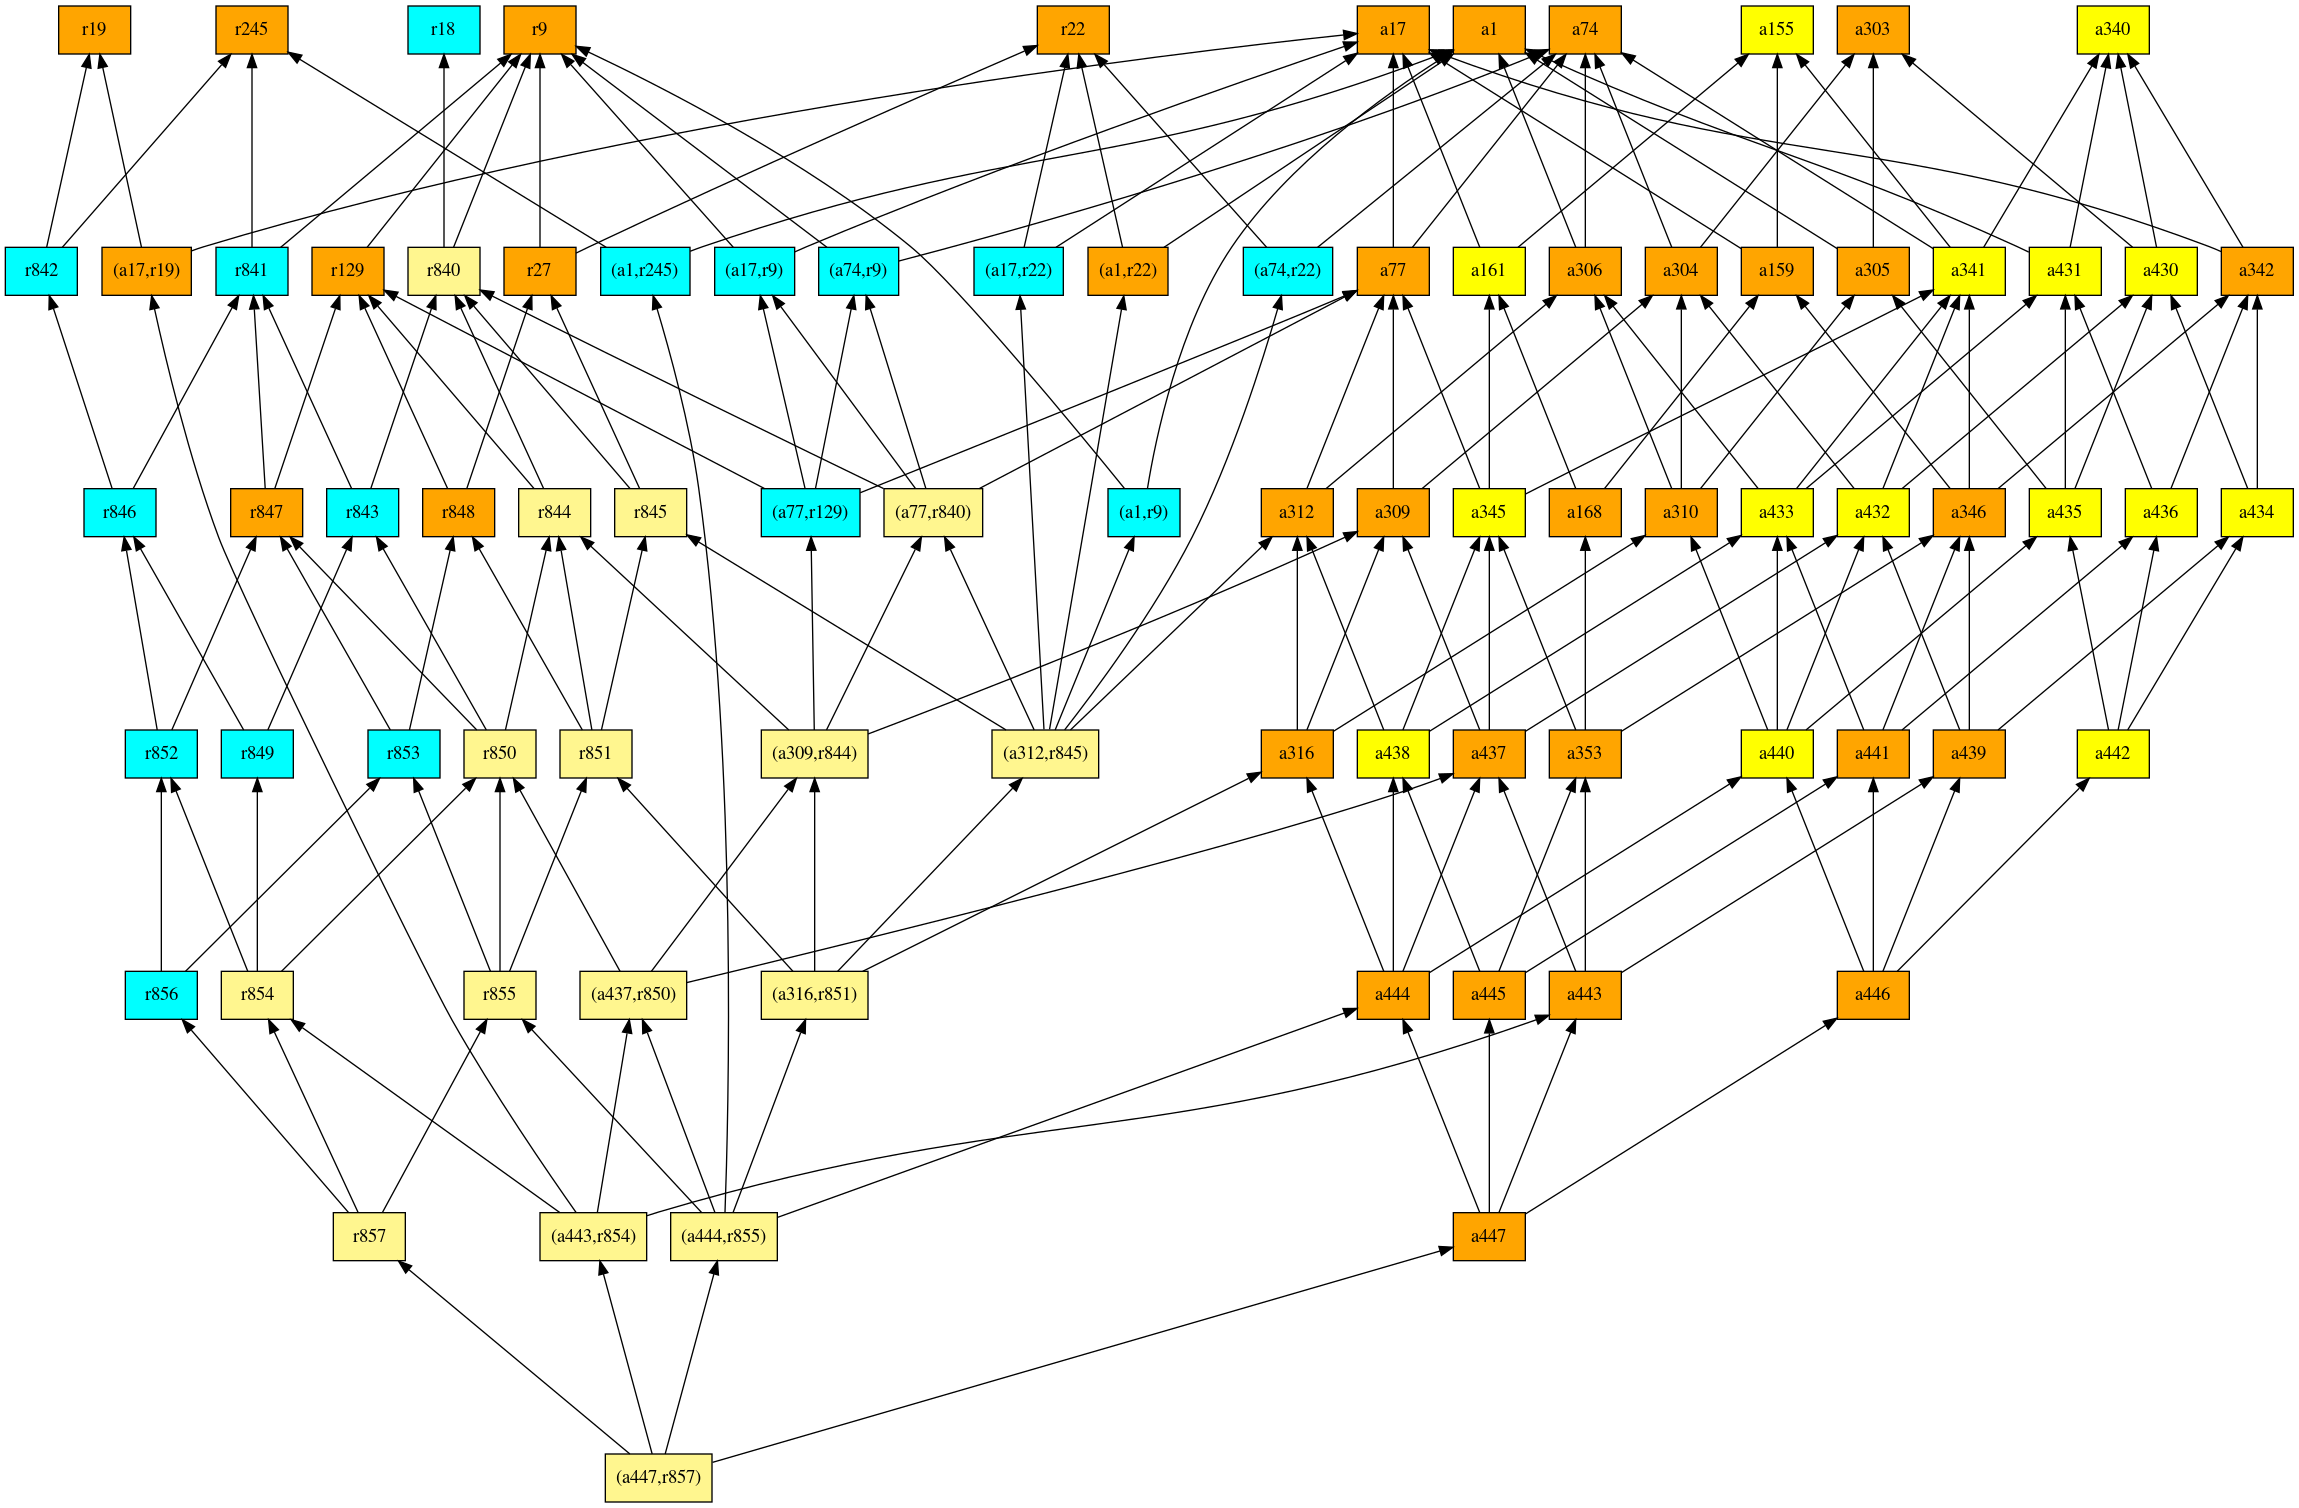 r19 r245 r18 r9 r22 a17 a1 a74 a155 a303 a340
r842 (a17,r19) r841 r129 r840 r27 (a1,r245) (a17,r9) (a74,r9) (a17,r22) (a1,r22) (a74,r22) a77 a161 a306 a304 a159 a305 a341 a431 a430 a342
r846 r847 r843 r848 r844 r845 (a77,r129) (a77,r840) (a1,r9) a312 a309 a345 a168 a310 a433 a432 a346 a435 a436 a434
r852 r849 r853 r850 r851 (a309,r844) (a312,r845) a316 a438 a437 a353 a440 a441 a439 a442
r856 r854 r855 (a437,r850) (a316,r851) a444 a445 a443 a446
r857 (a443,r854) (a444,r855) a447
(a447,r857)